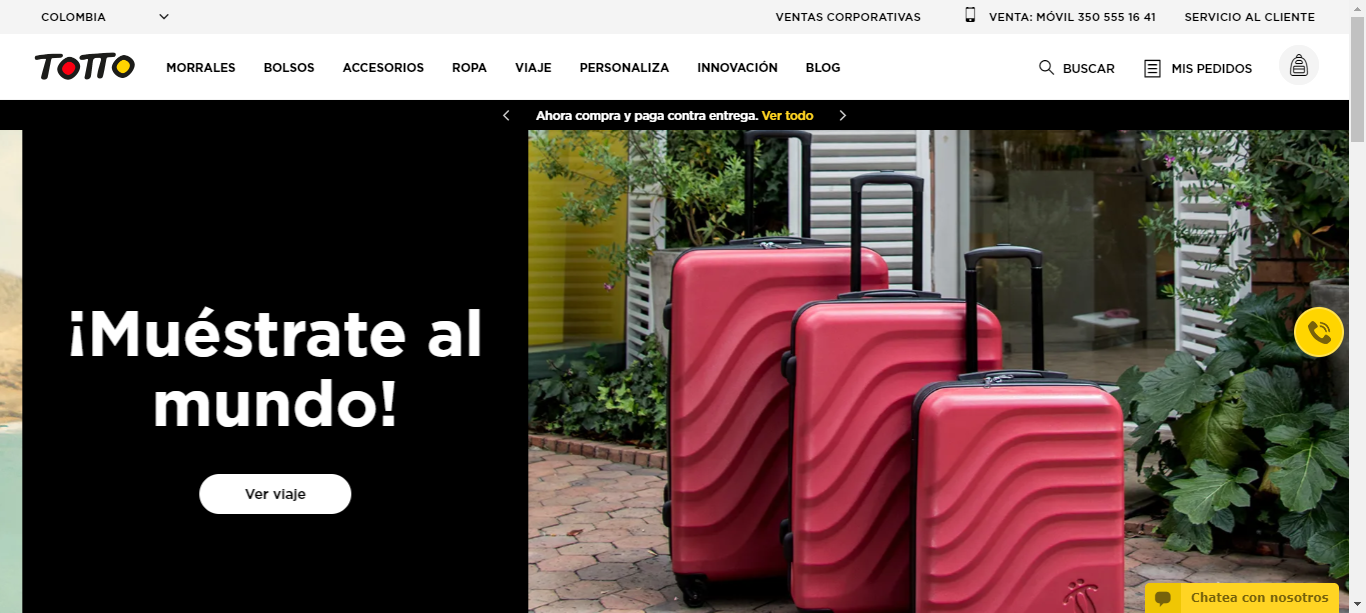 COLOMBIA
VENTAS CORPORATIVAS
VENTA: MÓVIL 350 555 16 41
SERVICIO AL CLIENTE
TOTTO
MORRALES
BOLSOS
ACCESORIOS
ROPA
VIAJE
PERSONALIZA
INNOVACIÓN
BLOG
BUSCAR
MIS PEDIDOS
Ahora compra y paga contra entrega. Ver todo
¡Muéstrate al
mundo!
Ver viaje
Chatea con nosotros